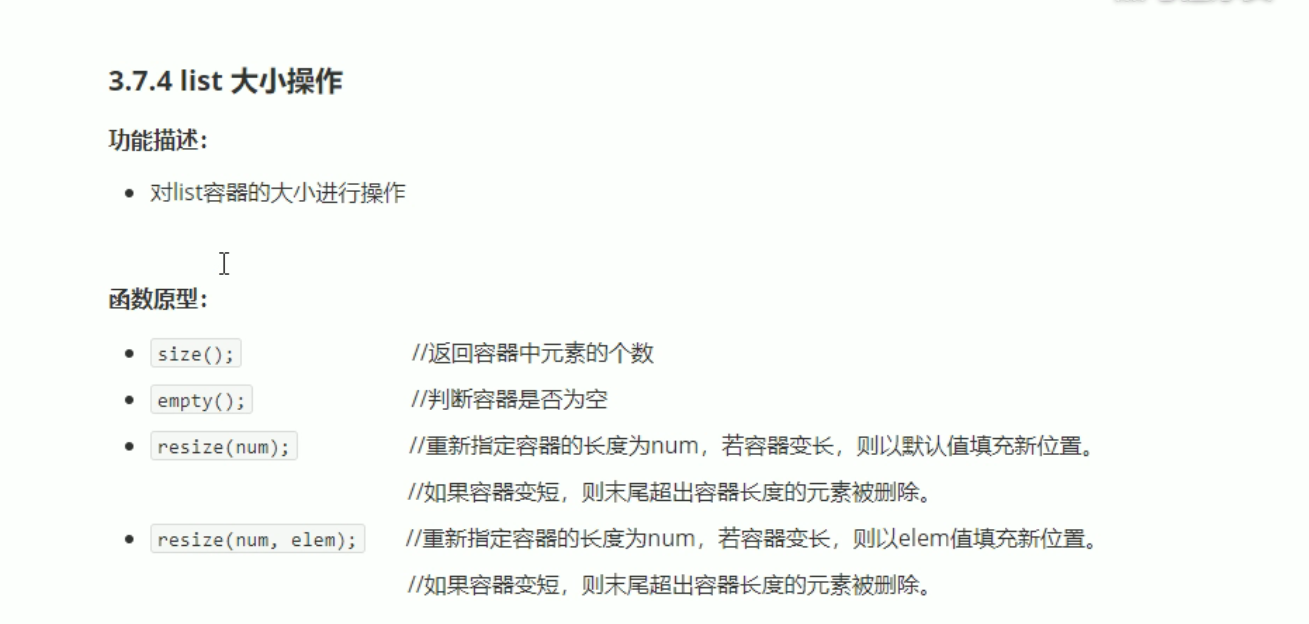 3.7.4 list 大小操作
功能描述：
对list容器的大小进行操作
函数原型：
size(); //返回容器中元素的个数
empty(); //判断容器是否为空
resize(num); //重新指定容器的长度为num，若容器变长，则以默认值填充新位置。
//如果容器变短，则末尾超出容器长度的元素被删除。
resize(num, elem); //重新指定容器的长度为num，若容器变长，则以elem值填充新位置。
//如果容器变短，则末尾超出容器长度的元素被删除。